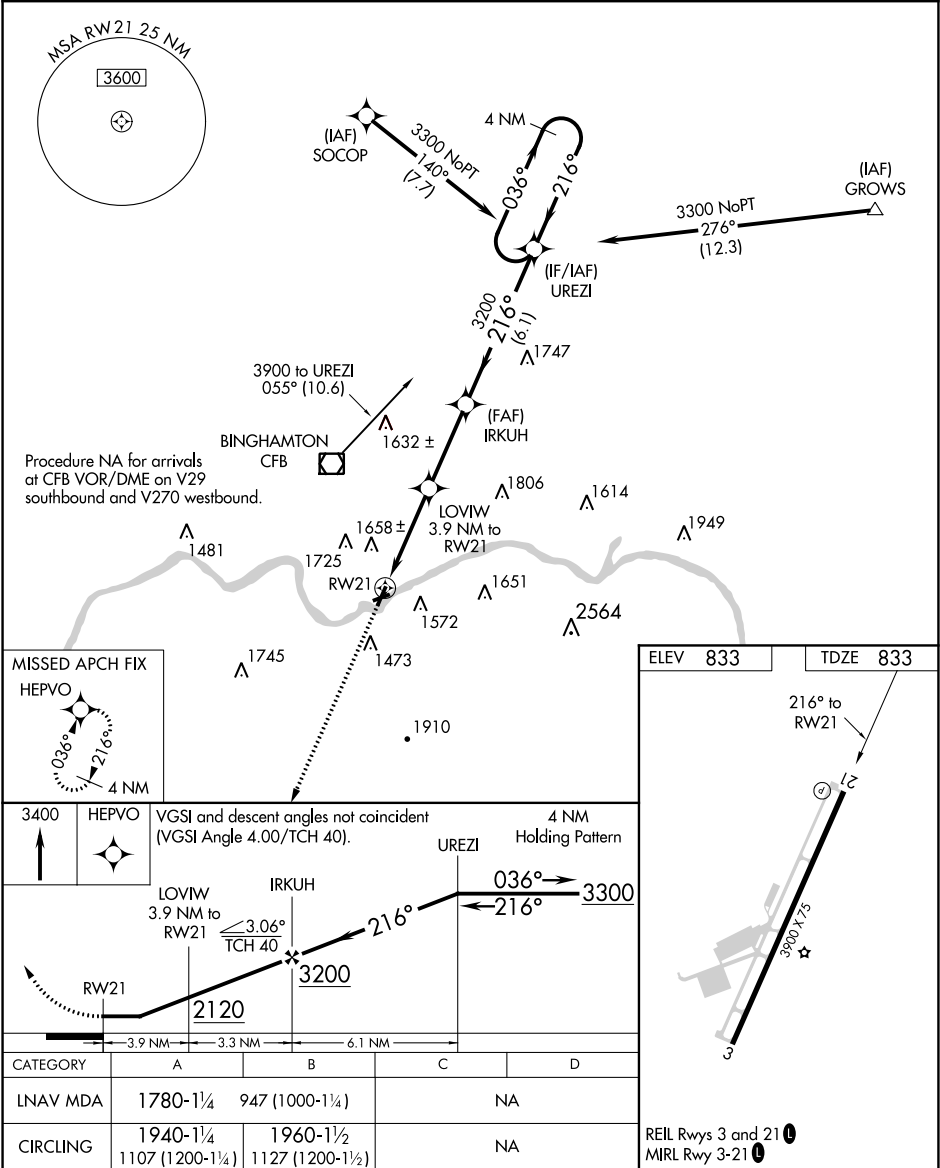 MSA RW21 25 NM
3600
(IAF)
SOCOP
3300 NoPT
140°
(7.7)
4 NM
036°
216°
(IAF)
GROWS
3300 NoPT
276°
(12.3)
(IF/IAF)
UREZI
3200
216°
(6.1)
1747
3900 to UREZI
055° (10.6)
1632 ±
(FAF)
IRKUH
BINGHAMTON
CFB
Procedure NA for arrivals
at CFB VOR/DME on V29
southbound and V270 westbound.
1806
1614
LOVIW
3.9 NM to
RW21
1949
1481
1658 ±
1725
RW21
1651
1572
2564
1745
1473
1910
MISSED APCH FIX
HEPVO
036°
216°
4 NM
ELEV 833
TDZE 833
216° to
RW21
21
P
3900 X 75
3
REIL Rwys 3 and 21 L
MIRL Rwy 3-21 L
3400
HEPVO
VGSI and descent angles not coincident
(VGSI Angle 4.00/TCH 40).
4 NM
Holding Pattern
UREZI
036°
216°
3300
IRKUH
216°
LOVIW
3.9 NM to
RW21
3.06°
TCH 40
3200
RW21
2120
3.9 NM
3.3 NM
6.1 NM
CATEGORY A B C D
LNAV MDA 1780-1¼ 947 (1000-1¼) NA
CIRCLING 1940-1¼ 1960-1½ NA
1107 (1200-1¼) 1127 (1200-1½)